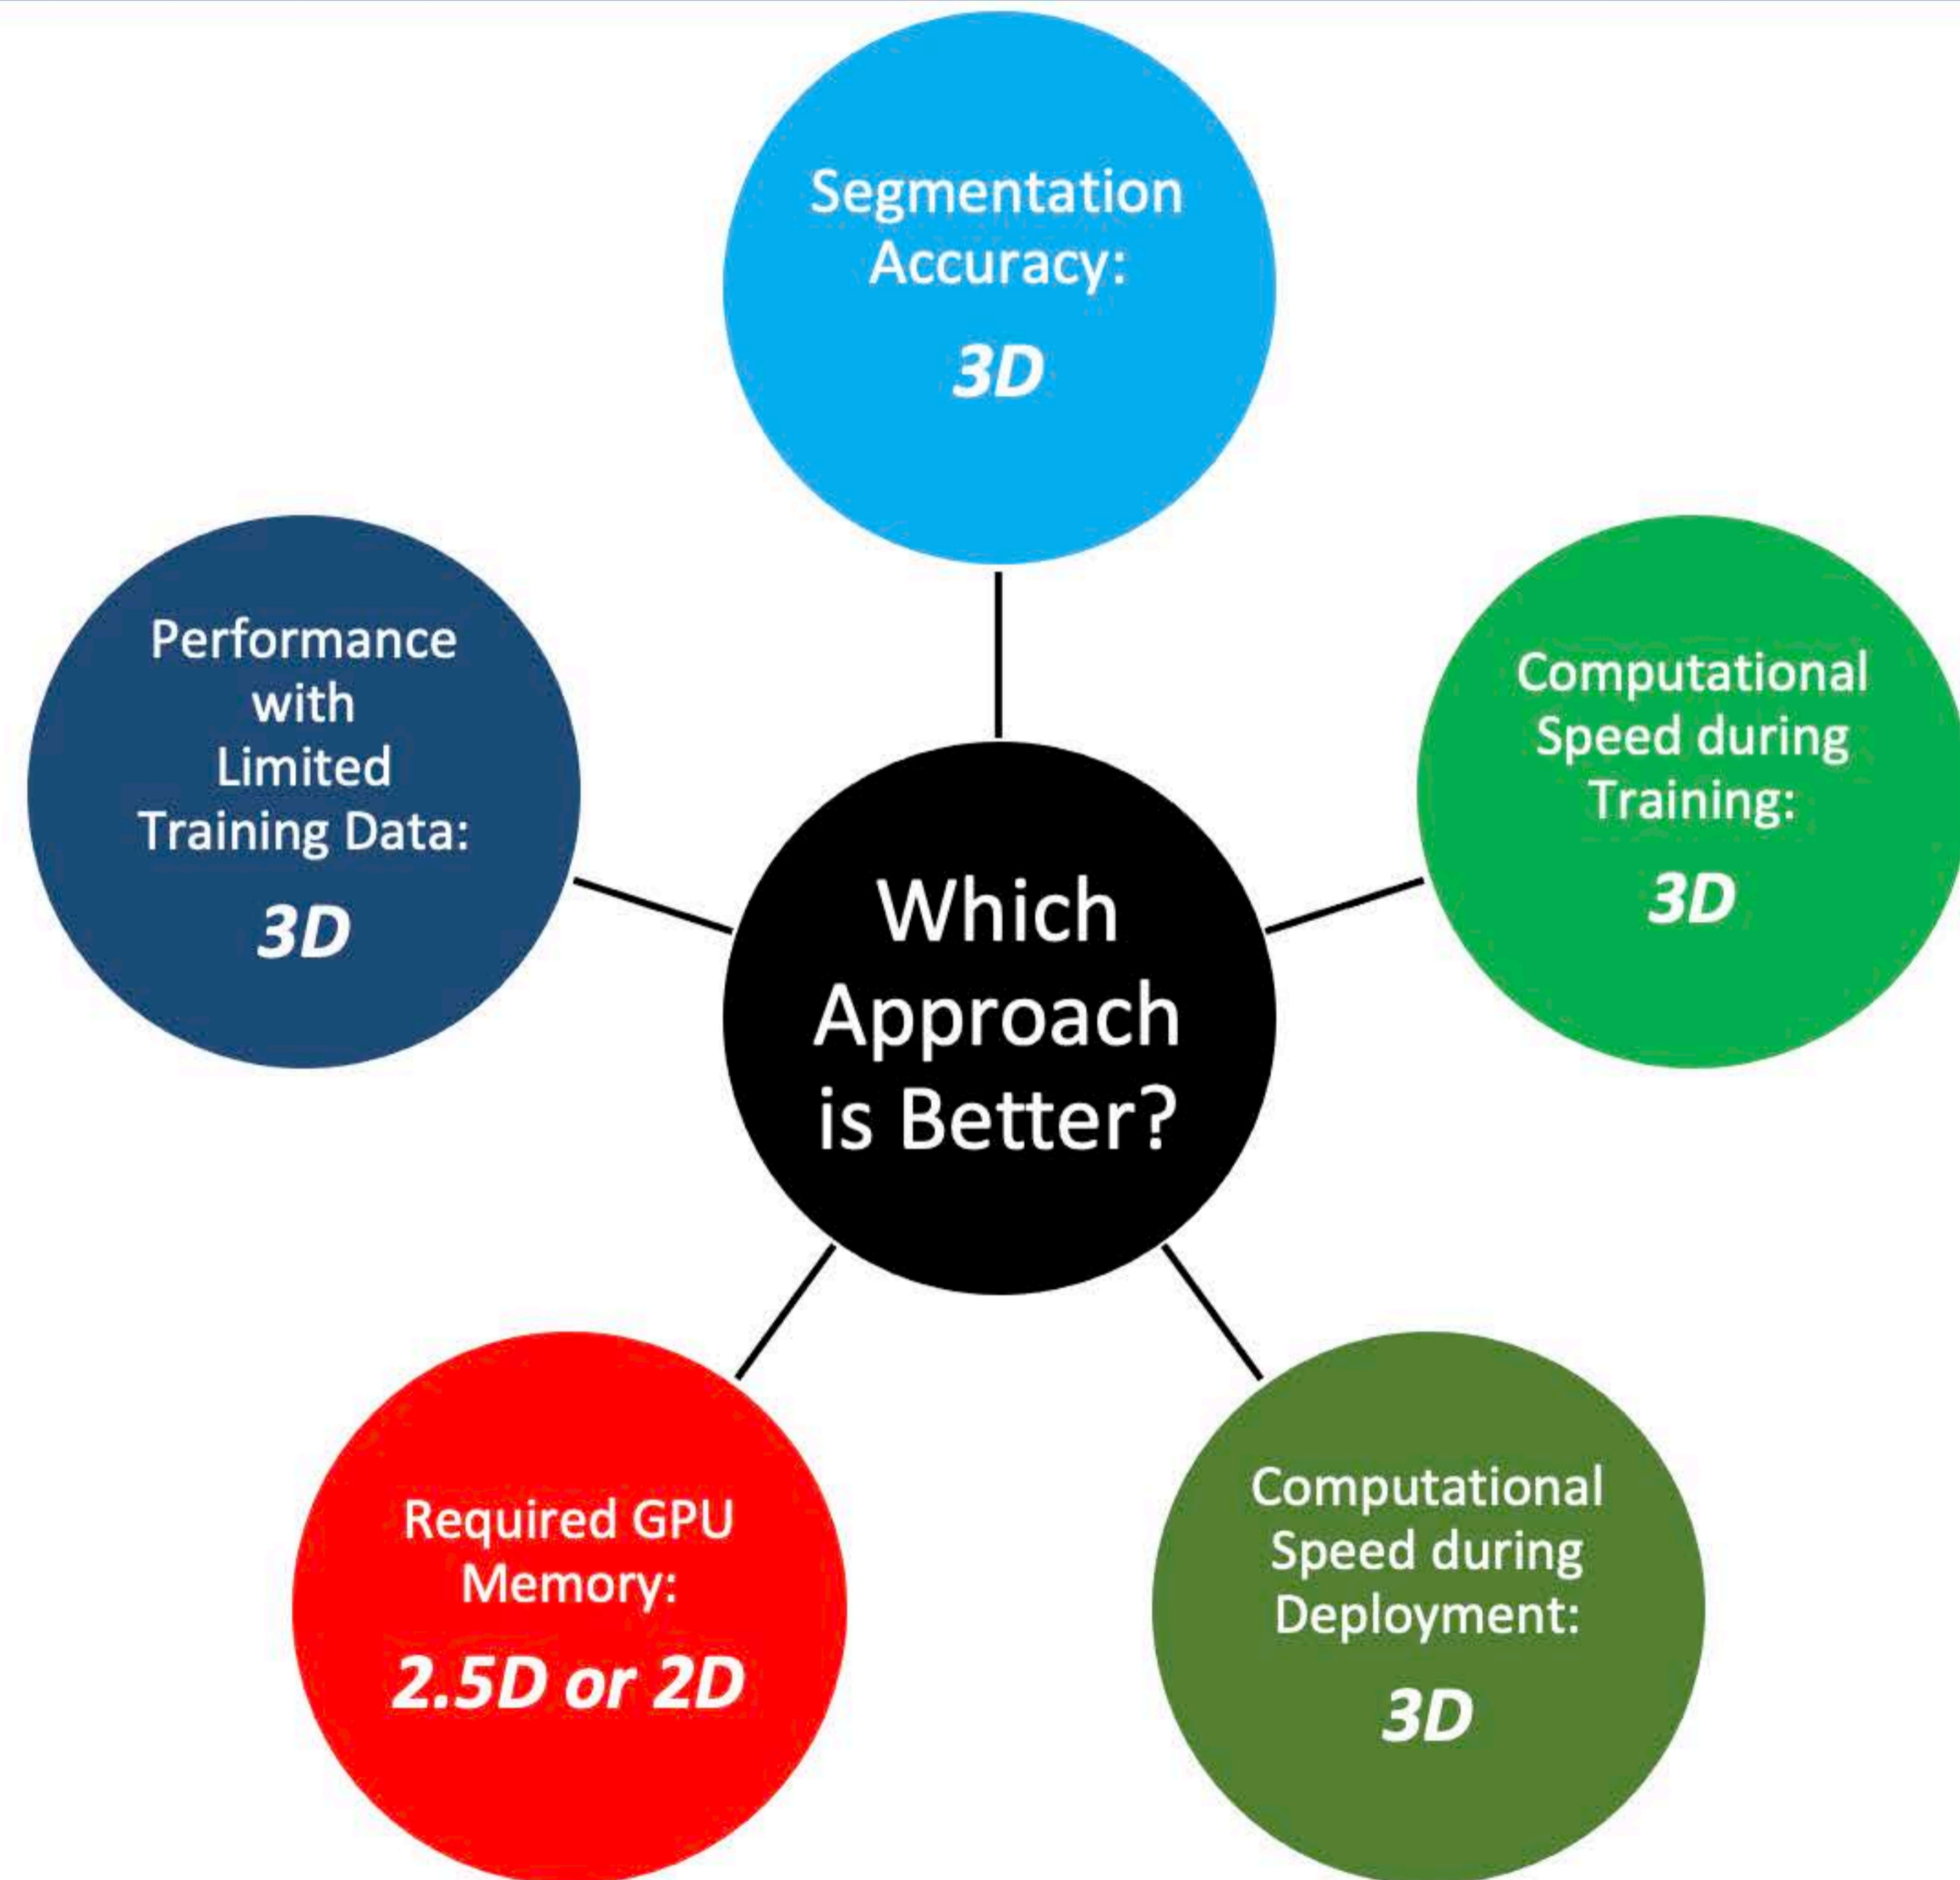 Segmentation
Accuracy:
3D
Performance
with
Limited
Training Data:
3D
Computational
Speed during
Training:
3D
Which
Approach
is Better?
Required GPU
Memory:
2.5D or 2D
Computational
Speed during
Deployment:
3D